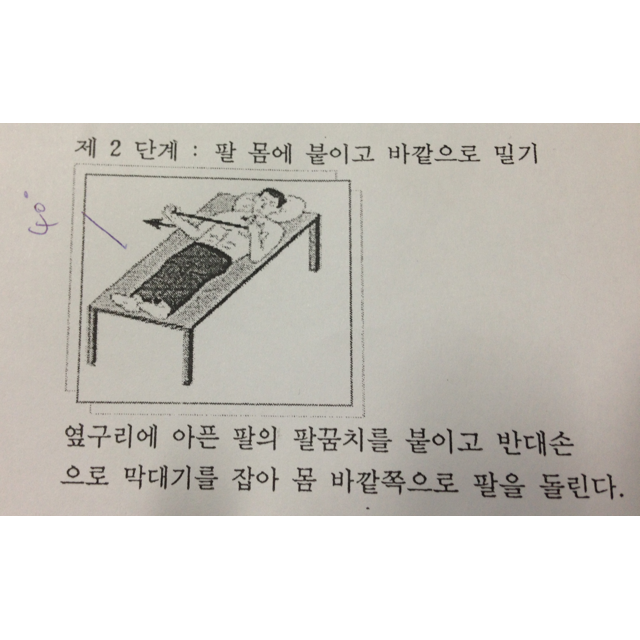 제 2 단계 : 팔 몸에 붙이고 바깥으로 밀기
40°
옆구리에 아픈 팔의 팔꿈치를 붙이고 반대손
으로 막대기를 잡아 몸 바깥쪽으로 팔을 돌린다.